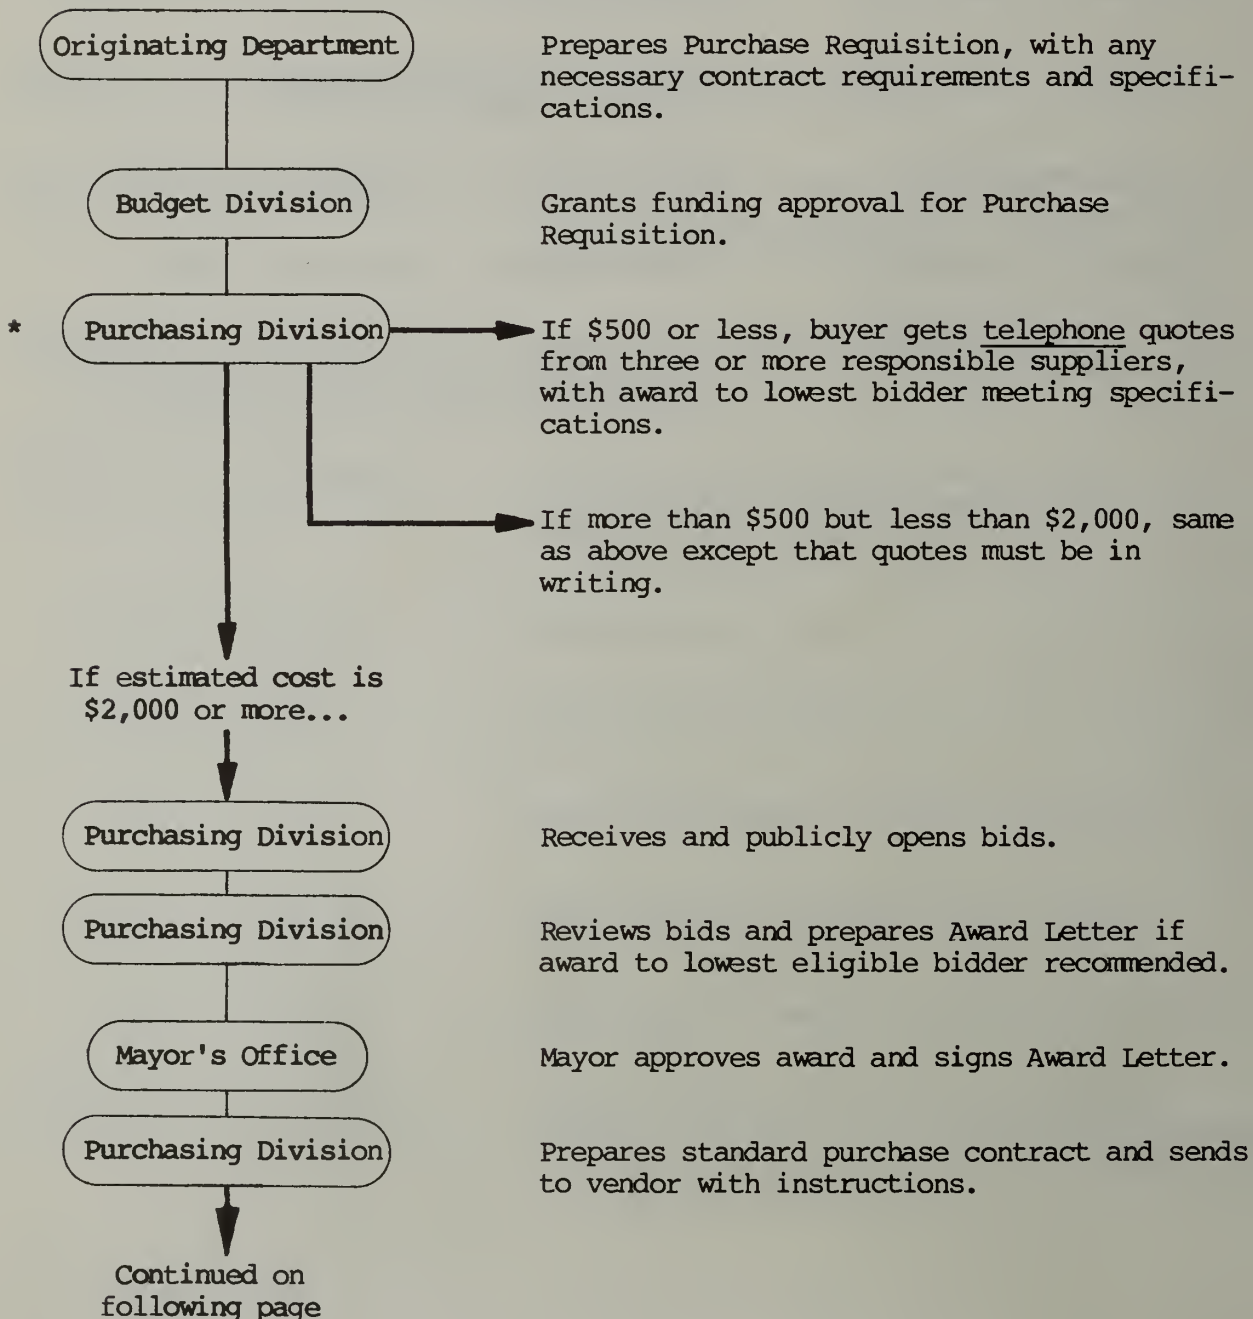 Originating Department
Prepares Purchase Requisition, with any
necessary contract requirements and specifi-
cations.
Budget Division
Grants funding approval for Purchase
Requisition.
*
Purchasing Division
If $500 or less, buyer gets telephone quotes
from three or more responsible suppliers,
with award to lowest bidder meeting specifi-
cations.
If more than $500 but less than $2,000, same
as above except that quotes must be in
writing.
If estimated cost is
$2,000 or more...
Purchasing Division
Receives and publicly opens bids.
Purchasing Division
Reviews bids and prepares Award Letter if
award to lowest eligible bidder recommended.
Mayor's Office
Mayor approves award and signs Award Letter.
Purchasing Division
Prepares standard purchase contract and sends
to vendor with instructions.
Continued on
following page